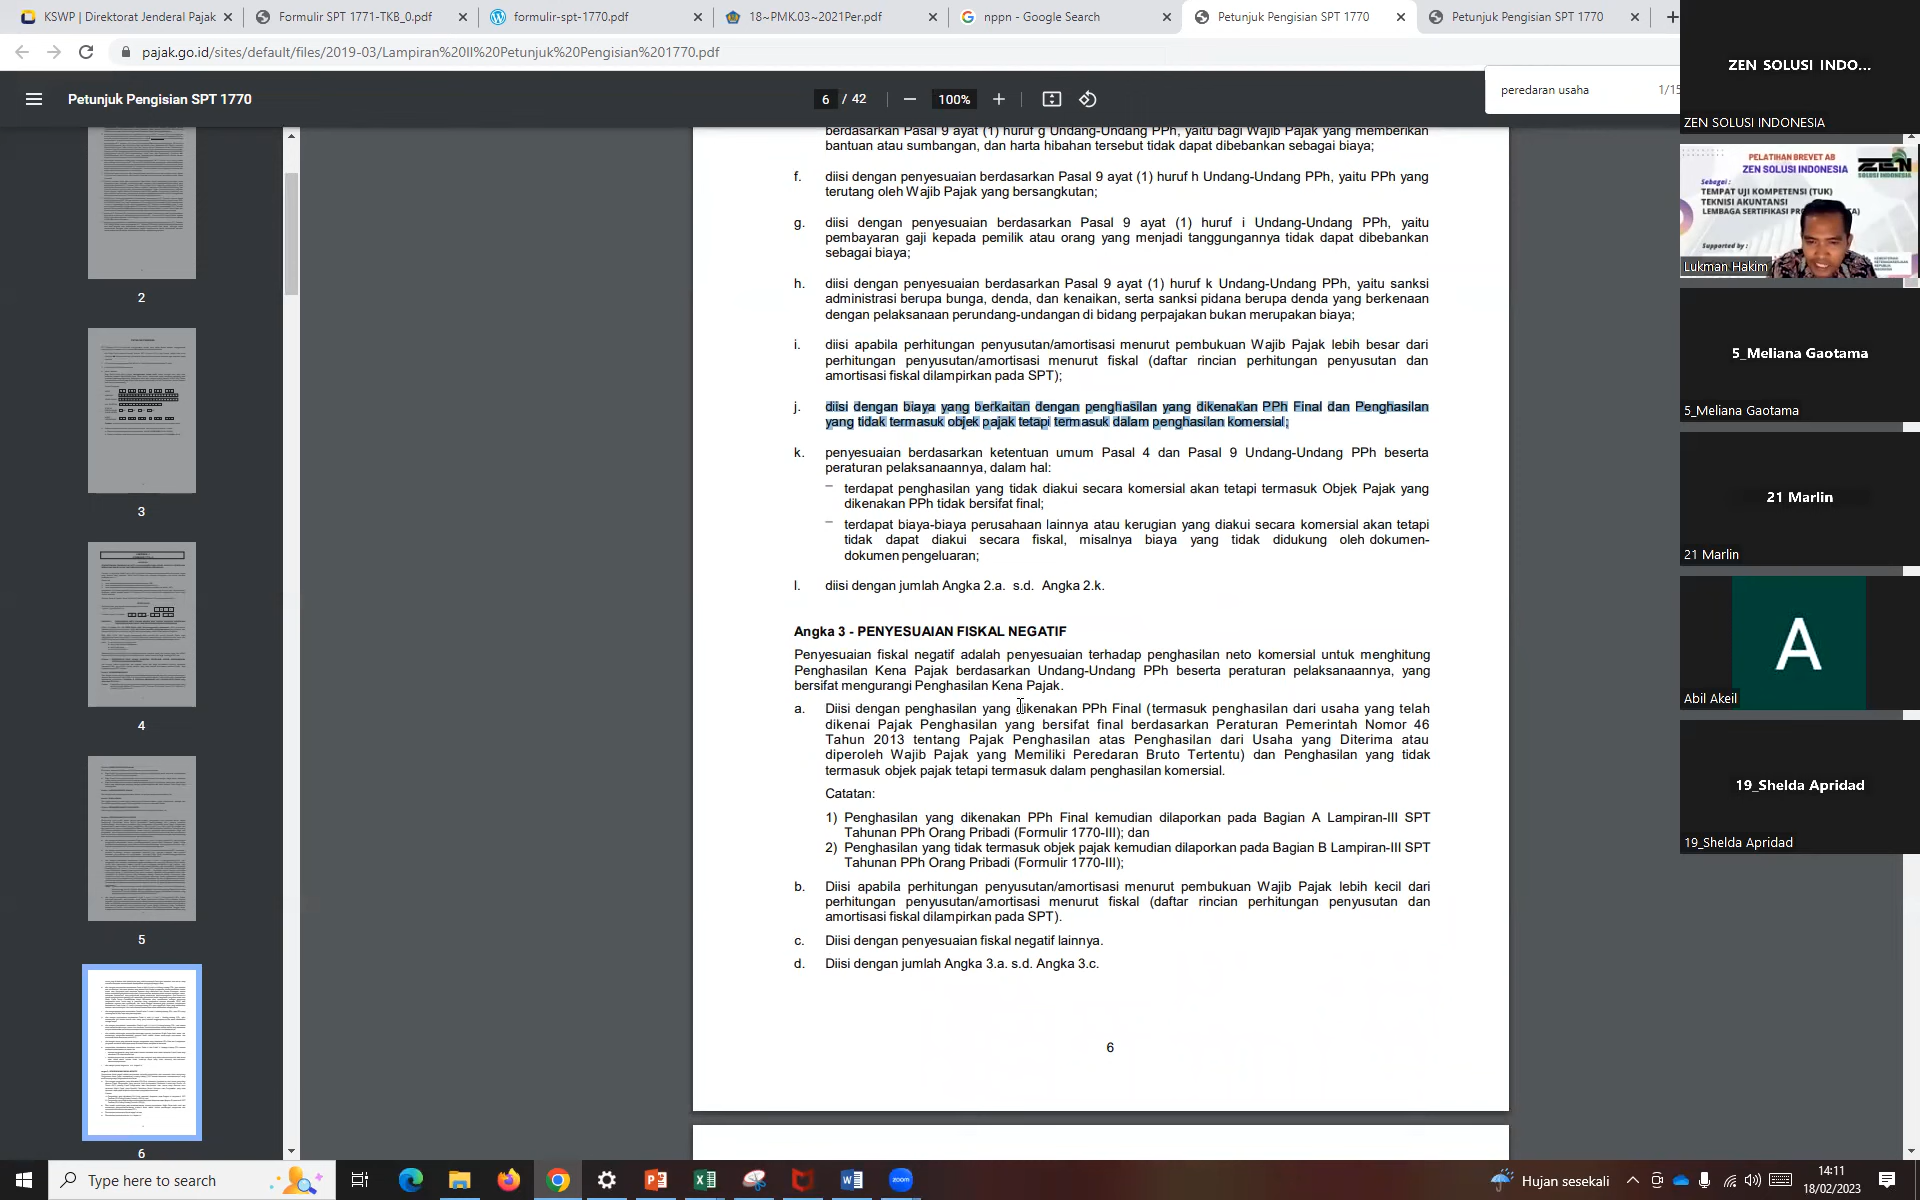 KSWP | Direktorat Jenderal Pajak
Formulir SPT 1771-TKB_0.pdf
formulir-spt-1770.pdf
18~PMK.03~2021Per.pdf
nppn - Google Search
Petunjuk Pengisian SPT 1770
Petunjuk Pengisian SPT 1770
pajak.go.id/sites/default/files/2019-03/Lampiran%20II%20Petunjuk%20Pengisian%201770.pdf
Petunjuk Pengisian SPT 1770
6 / 42
100%
peredaran usaha
1/15
2
3
4
5
6
berdasarkan Pasal 9 ayat (1) huruf g Undang-Undang PPh, yaitu bagi Wajib Pajak yang memberikan
bantuan atau sumbangan, dan harta hibahan tersebut tidak dapat dibebankan sebagai biaya;
f. diisi dengan penyesuaian berdasarkan Pasal 9 ayat (1) huruf h Undang-Undang PPh, yaitu PPh yang
terutang oleh Wajib Pajak yang bersangkutan;
g. diisi dengan penyesuaian berdasarkan Pasal 9 ayat (1) huruf i Undang-Undang PPh, yaitu
pembayaran gaji kepada pemilik atau orang yang menjadi tanggungannya tidak dapat dibebankan
sebagai biaya;
h. diisi dengan penyesuaian berdasarkan Pasal 9 ayat (1) huruf k Undang-Undang PPh, yaitu sanksi
administrasi berupa bunga, denda, dan kenaikan, serta sanksi pidana berupa denda yang berkenaan
dengan pelaksanaan perundang-undangan di bidang perpajakan bukan merupakan biaya;
i. diisi apabila perhitungan penyusutan/amortisasi menurut pembukuan Wajib Pajak lebih besar dari
perhitungan penyusutan/amortisasi menurut fiskal (daftar rincian perhitungan penyusutan dan
amortisasi fiskal dilampirkan pada SPT);
j. diisi dengan biaya yang berkaitan dengan penghasilan yang dikenakan PPh Final dan Penghasilan
yang tidak termasuk objek pajak tetapi termasuk dalam penghasilan komersial;
k. penyesuaian berdasarkan ketentuan umum Pasal 4 dan Pasal 9 Undang-Undang PPh beserta
peraturan pelaksanaannya, dalam hal:
– terdapat penghasilan yang tidak diakui secara komersial akan tetapi termasuk Objek Pajak yang
dikenakan PPh tidak bersifat final;
– terdapat biaya-biaya perusahaan lainnya atau kerugian yang diakui secara komersial akan tetapi
tidak dapat diakui secara fiskal, misalnya biaya yang tidak didukung oleh dokumen-
dokumen pengeluaran;
l. diisi dengan jumlah Angka 2.a. s.d. Angka 2.k.
Angka 3 - PENYESUAIAN FISKAL NEGATIF
Penyesuaian fiskal negatif adalah penyesuaian terhadap penghasilan neto komersial untuk menghitung
Penghasilan Kena Pajak berdasarkan Undang-Undang PPh beserta peraturan pelaksanaannya, yang
bersifat mengurangi Penghasilan Kena Pajak.
a. Diisi dengan penghasilan yang dikenakan PPh Final (termasuk penghasilan dari usaha yang telah
dikenai Pajak Penghasilan yang bersifat final berdasarkan Peraturan Pemerintah Nomor 46
Tahun 2013 tentang Pajak Penghasilan atas Penghasilan dari Usaha yang Diterima atau
diperoleh Wajib Pajak yang Memiliki Peredaran Bruto Tertentu) dan Penghasilan yang tidak
termasuk objek pajak tetapi termasuk dalam penghasilan komersial.
Catatan:
1) Penghasilan yang dikenakan PPh Final kemudian dilaporkan pada Bagian A Lampiran-III SPT
Tahunan PPh Orang Pribadi (Formulir 1770-III); dan
2) Penghasilan yang tidak termasuk objek pajak kemudian dilaporkan pada Bagian B Lampiran-III SPT
Tahunan PPh Orang Pribadi (Formulir 1770-III);
b. Diisi apabila perhitungan penyusutan/amortisasi menurut pembukuan Wajib Pajak lebih kecil dari
perhitungan penyusutan/amortisasi menurut fiskal (daftar rincian perhitungan penyusutan dan
amortisasi fiskal dilampirkan pada SPT).
c. Diisi dengan penyesuaian fiskal negatif lainnya.
d. Diisi dengan jumlah Angka 3.a. s.d. Angka 3.c.
6
ZEN SOLUSI INDO...
ZEN SOLUSI INDONESIA
PELATIHAN BREVET AB
ZEN SOLUSI INDONESIA
ZEN
SOLUSI INDONESIA
Sebagai :
TEMPAT UJI KOMPETENSI (TUK)
TEKNISI AKUNTANSI
LEMBAGA SERTIFIKASI
Supported by :
Lukman Hakim
5_Meliana Gaotama
5_Meliana Gaotama
21 Marlin
21 Marlin
A
Abil Akeil
19_Shelda Apridad
19_Shelda Apridad
Type here to search
zoom
Hujan sesekali
14:11
18/02/2023